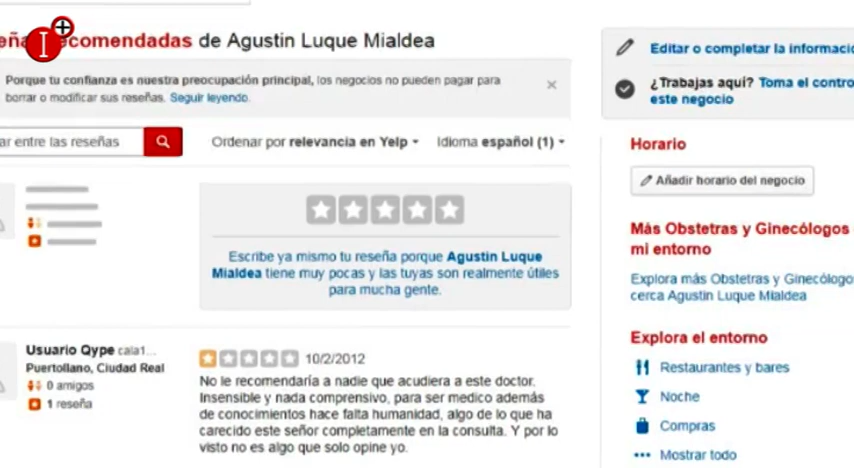 eña ecomendadas de Agustin Luque Mialdea
Porque tu confianza es nuestra preocupación principal, los negocios no pueden pagar para
borrar o modificar sus reseñas. Seguir leyendo.
ar entre las reseñas
Ordenar por relevancia en Yelp
Idioma español (1)
Escribe ya mismo tu reseña porque Agustin Luque
Mialdea tiene muy pocas y las tuyas son realmente útiles
para mucha gente.
Usuario Qype cala1...
Puertollano, Ciudad Real
0 amigos
1 reseña
10/2/2012
No le recomendaría a nadie que acudiera a este doctor.
Insensible y nada comprensivo, para ser medico además
de conocimientos hace falta humanidad, algo de lo que ha
carecido este señor completamente en la consulta. Y por lo
visto no es algo que solo opine yo.
Editar o completar la informació
¿Trabajas aquí? Toma el contro
este negocio
Horario
Añadir horario del negocio
Más Obstetras y Ginecólogos
mi entorno
Explora más Obstetras y Ginecólogo
cerca Agustin Luque Mialdea
Explora el entorno
Restaurantes y bares
Noche
Compras
Mostrar todo